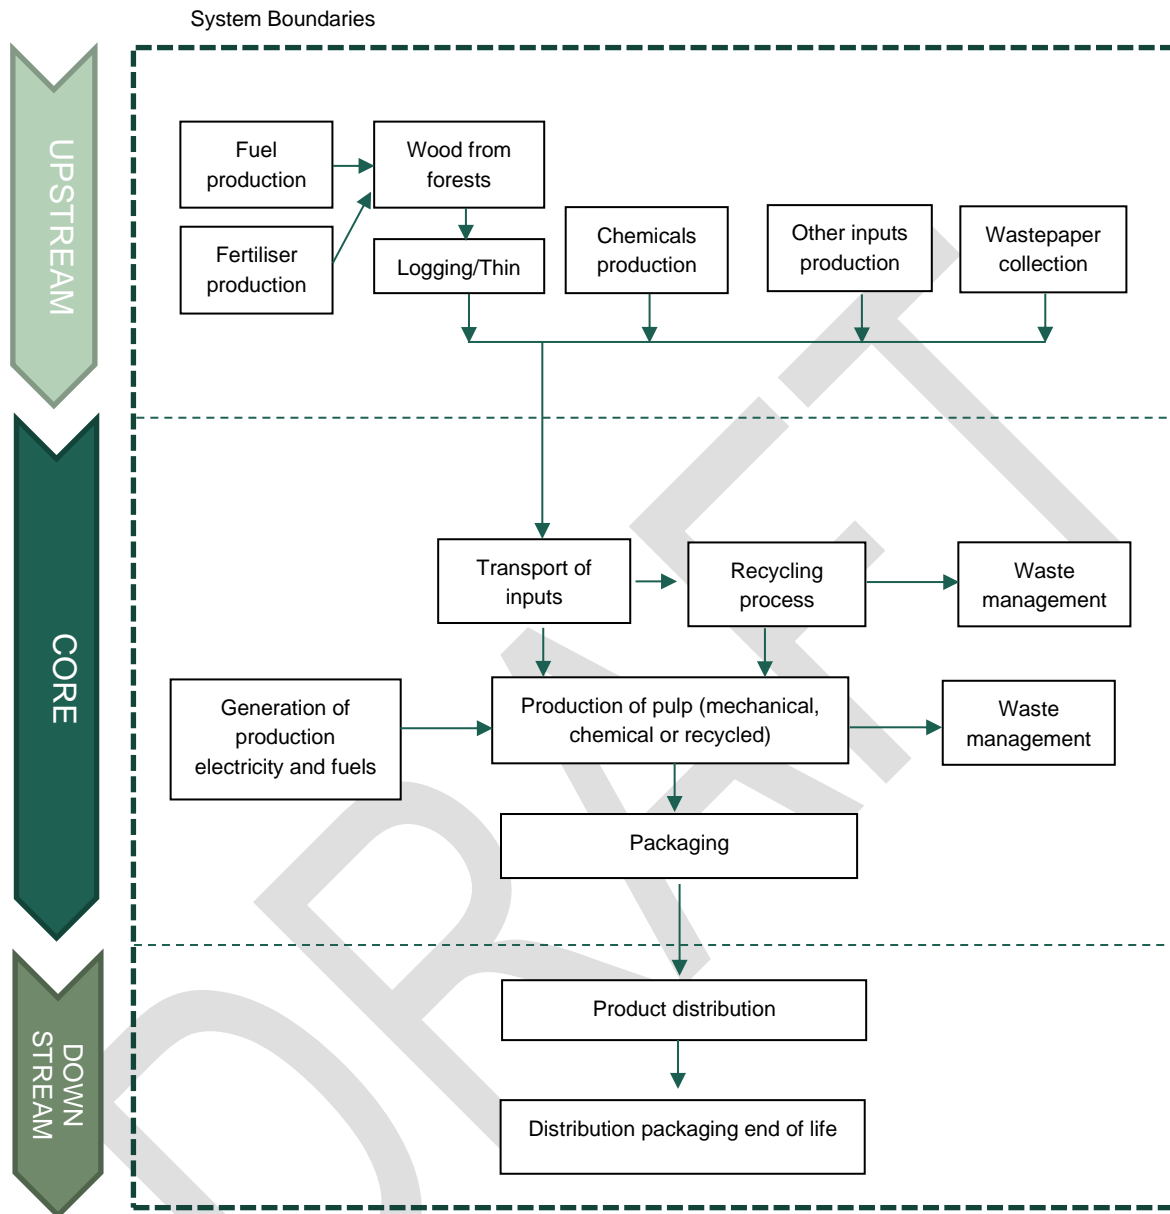 System Boundaries
UPSTREAM
Fuel
production
Wood from
forests
Fertiliser
production
Logging/Thin
Chemicals
production
Other inputs
production
Wastepaper
collection
CORE
Transport of
inputs
Recycling
process
Waste
management
Generation of
production
electricity and fuels
Production of pulp (mechanical,
chemical or recycled)
Waste
management
Packaging
DOWN
STREAM
Product distribution
Distribution packaging end of life
DRAFT